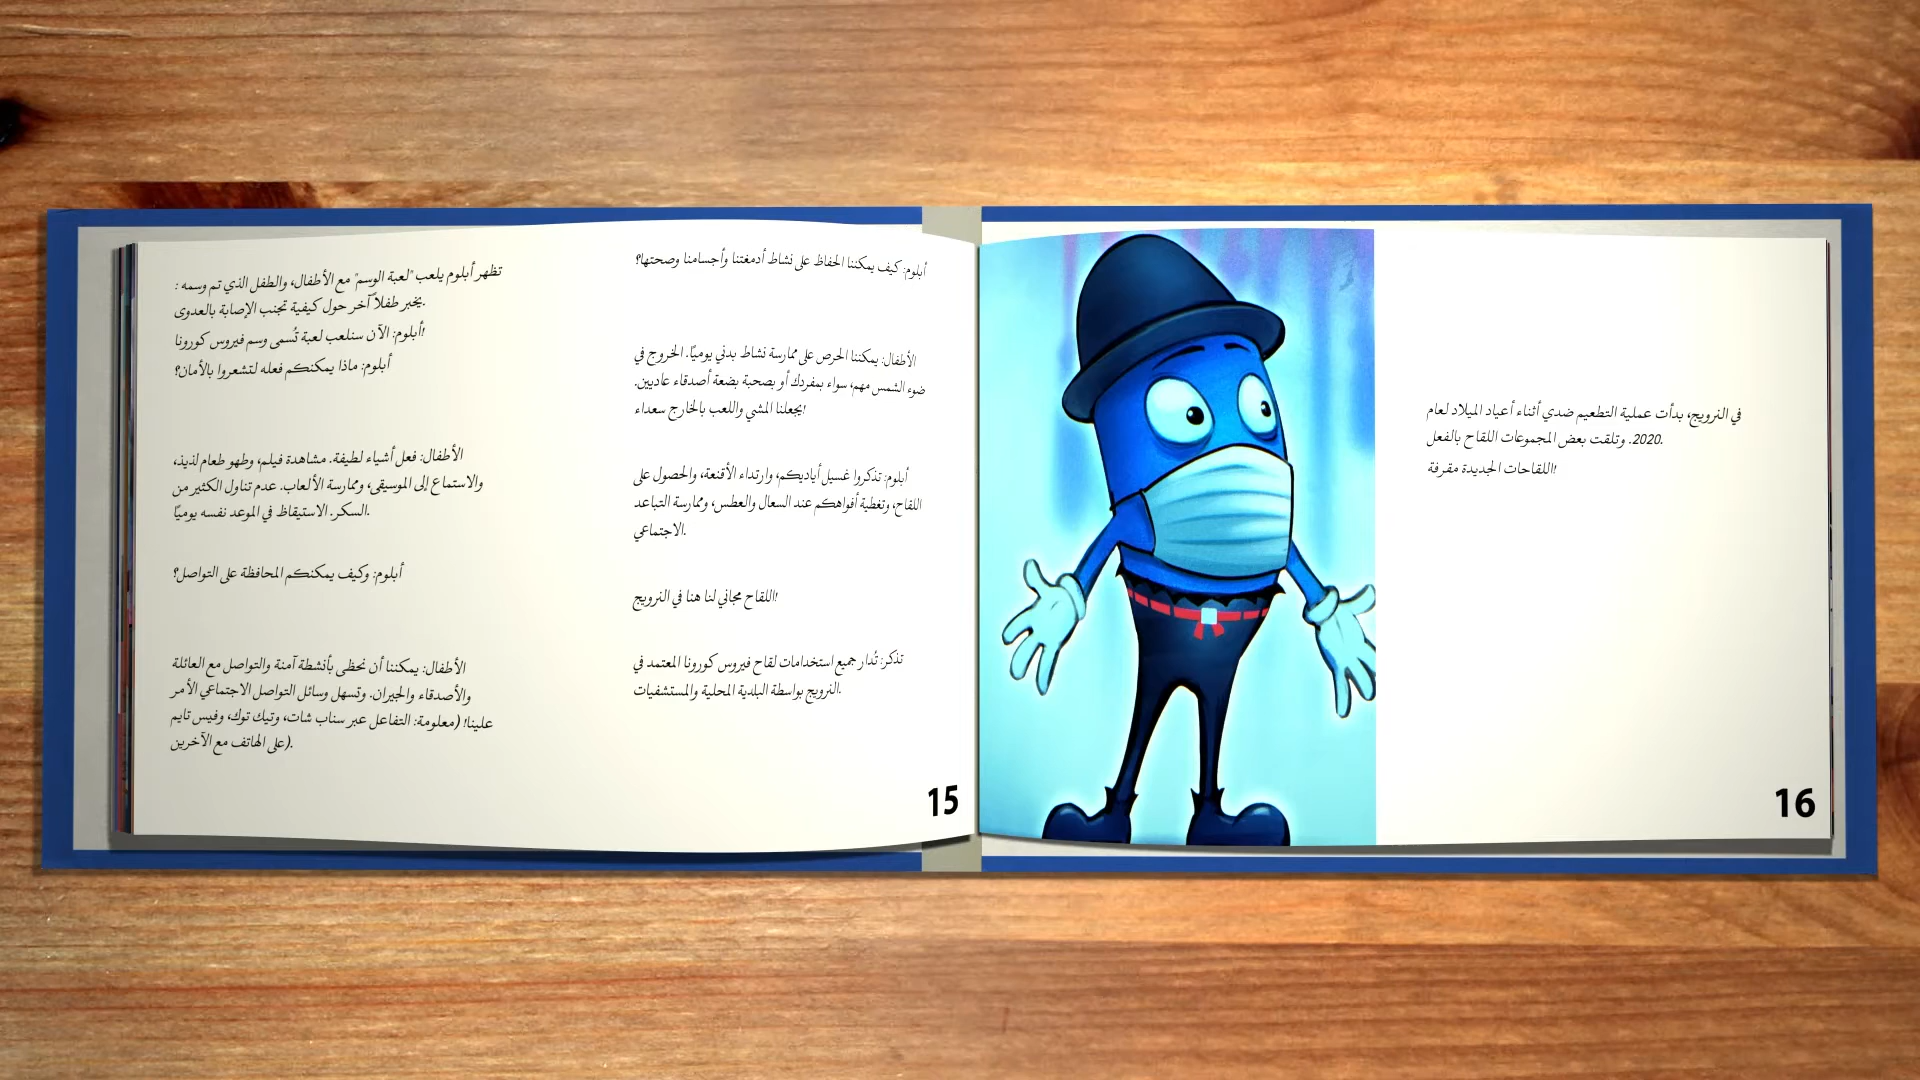 تظهر أبلوم يلعب "لعبة الوسم" مع الأطفال، والطفل الذي تم وسمه :
يخبر طفلاً آخر حول كيفية تجنب الإصابة بالعدوى.
أبلوم: الآن سنلعب لعبة تُسمى وسم فيروس كورونا!
أبلوم: ماذا يمكنكم فعله لتشعروا بالأمان؟
الأطفال: فعل أشياء لطيفة. مشاهدة فيلم، وطهو طعام لذيذ،
والاستماع إلى الموسيقى، وممارسة الألعاب. عدم تناول الكثير من
السكر. الاستيقاظ في الموعد نفسه يوميًا.
أبلوم: وكيف يمكنكم المحافظة على التواصل؟
الأطفال: يمكننا أن نحظى بأنشطة آمنة والتواصل مع العائلة
والأصدقاء والجيران. وتسهل وسائل التواصل الاجتماعي الأمر
علينا! (معلومة: التفاعل عبر سناب شات، وتيك توك، وفيس تايم
على الهاتف مع الآخرين).
أبلوم: كيف يمكننا الحفاظ على نشاط أدمغتنا وأجسامنا وصحتها؟
الأطفال: يمكننا الحرص على ممارسة نشاط بدني يوميًا. الخروج في
ضوء الشمس مهم، سواء بمفردك أو بصحبة بضعة أصدقاء عاديين.
يجعلنا المشي واللعب بالخارج سعداء!
أبلوم: تذكروا غسيل أياديكم، وارتداء الأقنعة، والحصول على
اللقاح، وتغطية أفواهكم عند السعال والعطس، وممارسة التباعد
الاجتماعي.
اللقاح مجاني لنا هنا في النرويج!
تذكر: تُدار جميع استخدامات لقاح فيروس كورونا المعتمد في
النرويج بواسطة البلدية المحلية والمستشفيات.
15
في النرويج، بدأت عملية التطعيم ضدي أثناء أعياد الميلاد لعام
2020. وتلقت بعض المجموعات اللقاح بالفعل.
اللقاحات الجديدة مقرفة!
16